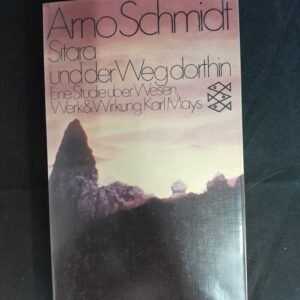 Arno Schmidt
Sitara
und der Weg dorthin
Eine Studie über Wesen,
Werk & Wirkung Karl Mays